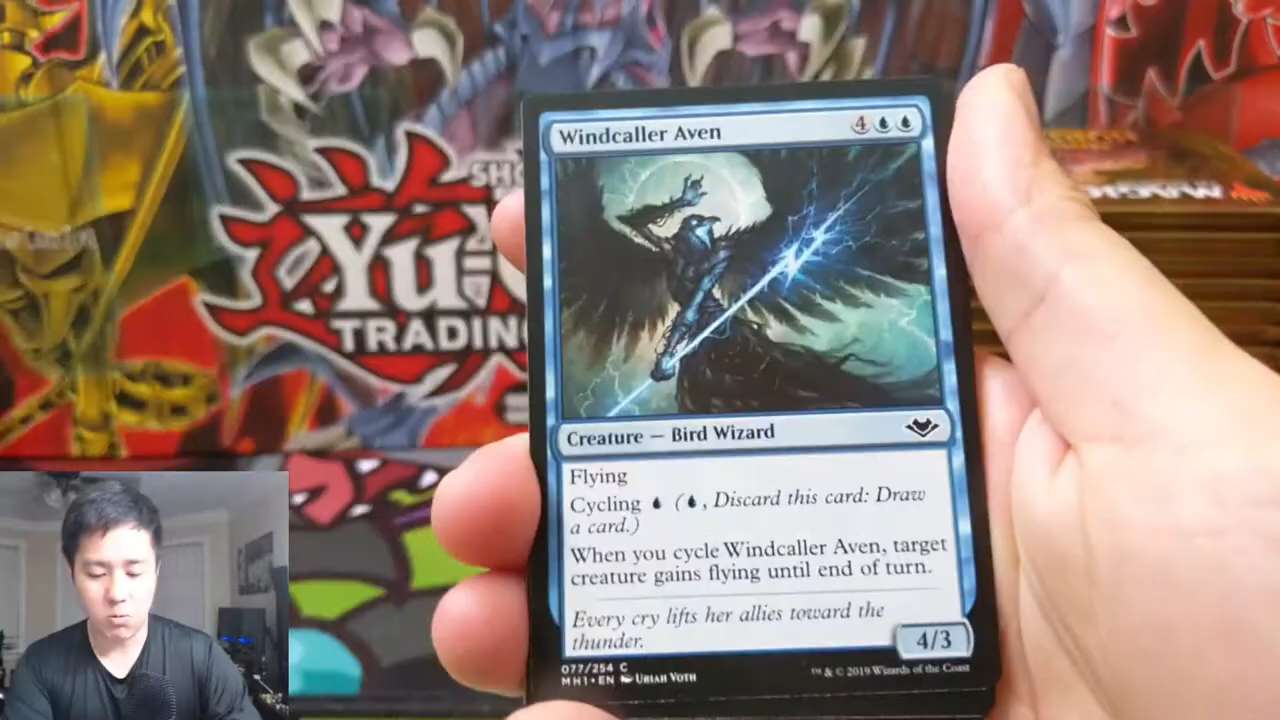 Windcaller Aven 4
SHO
Yu
TRADING
MAGIC
Creature — Bird Wizard
Flying
Cycling ( , Discard this card: Draw
a card.)
When you cycle Windcaller Aven, target
creature gains flying until end of turn.
Every cry lifts her allies toward the
thunder.
4/3
077/254 C
MH1 • EN Uriah Voth
™ & © 2019 Wizards of the Coast